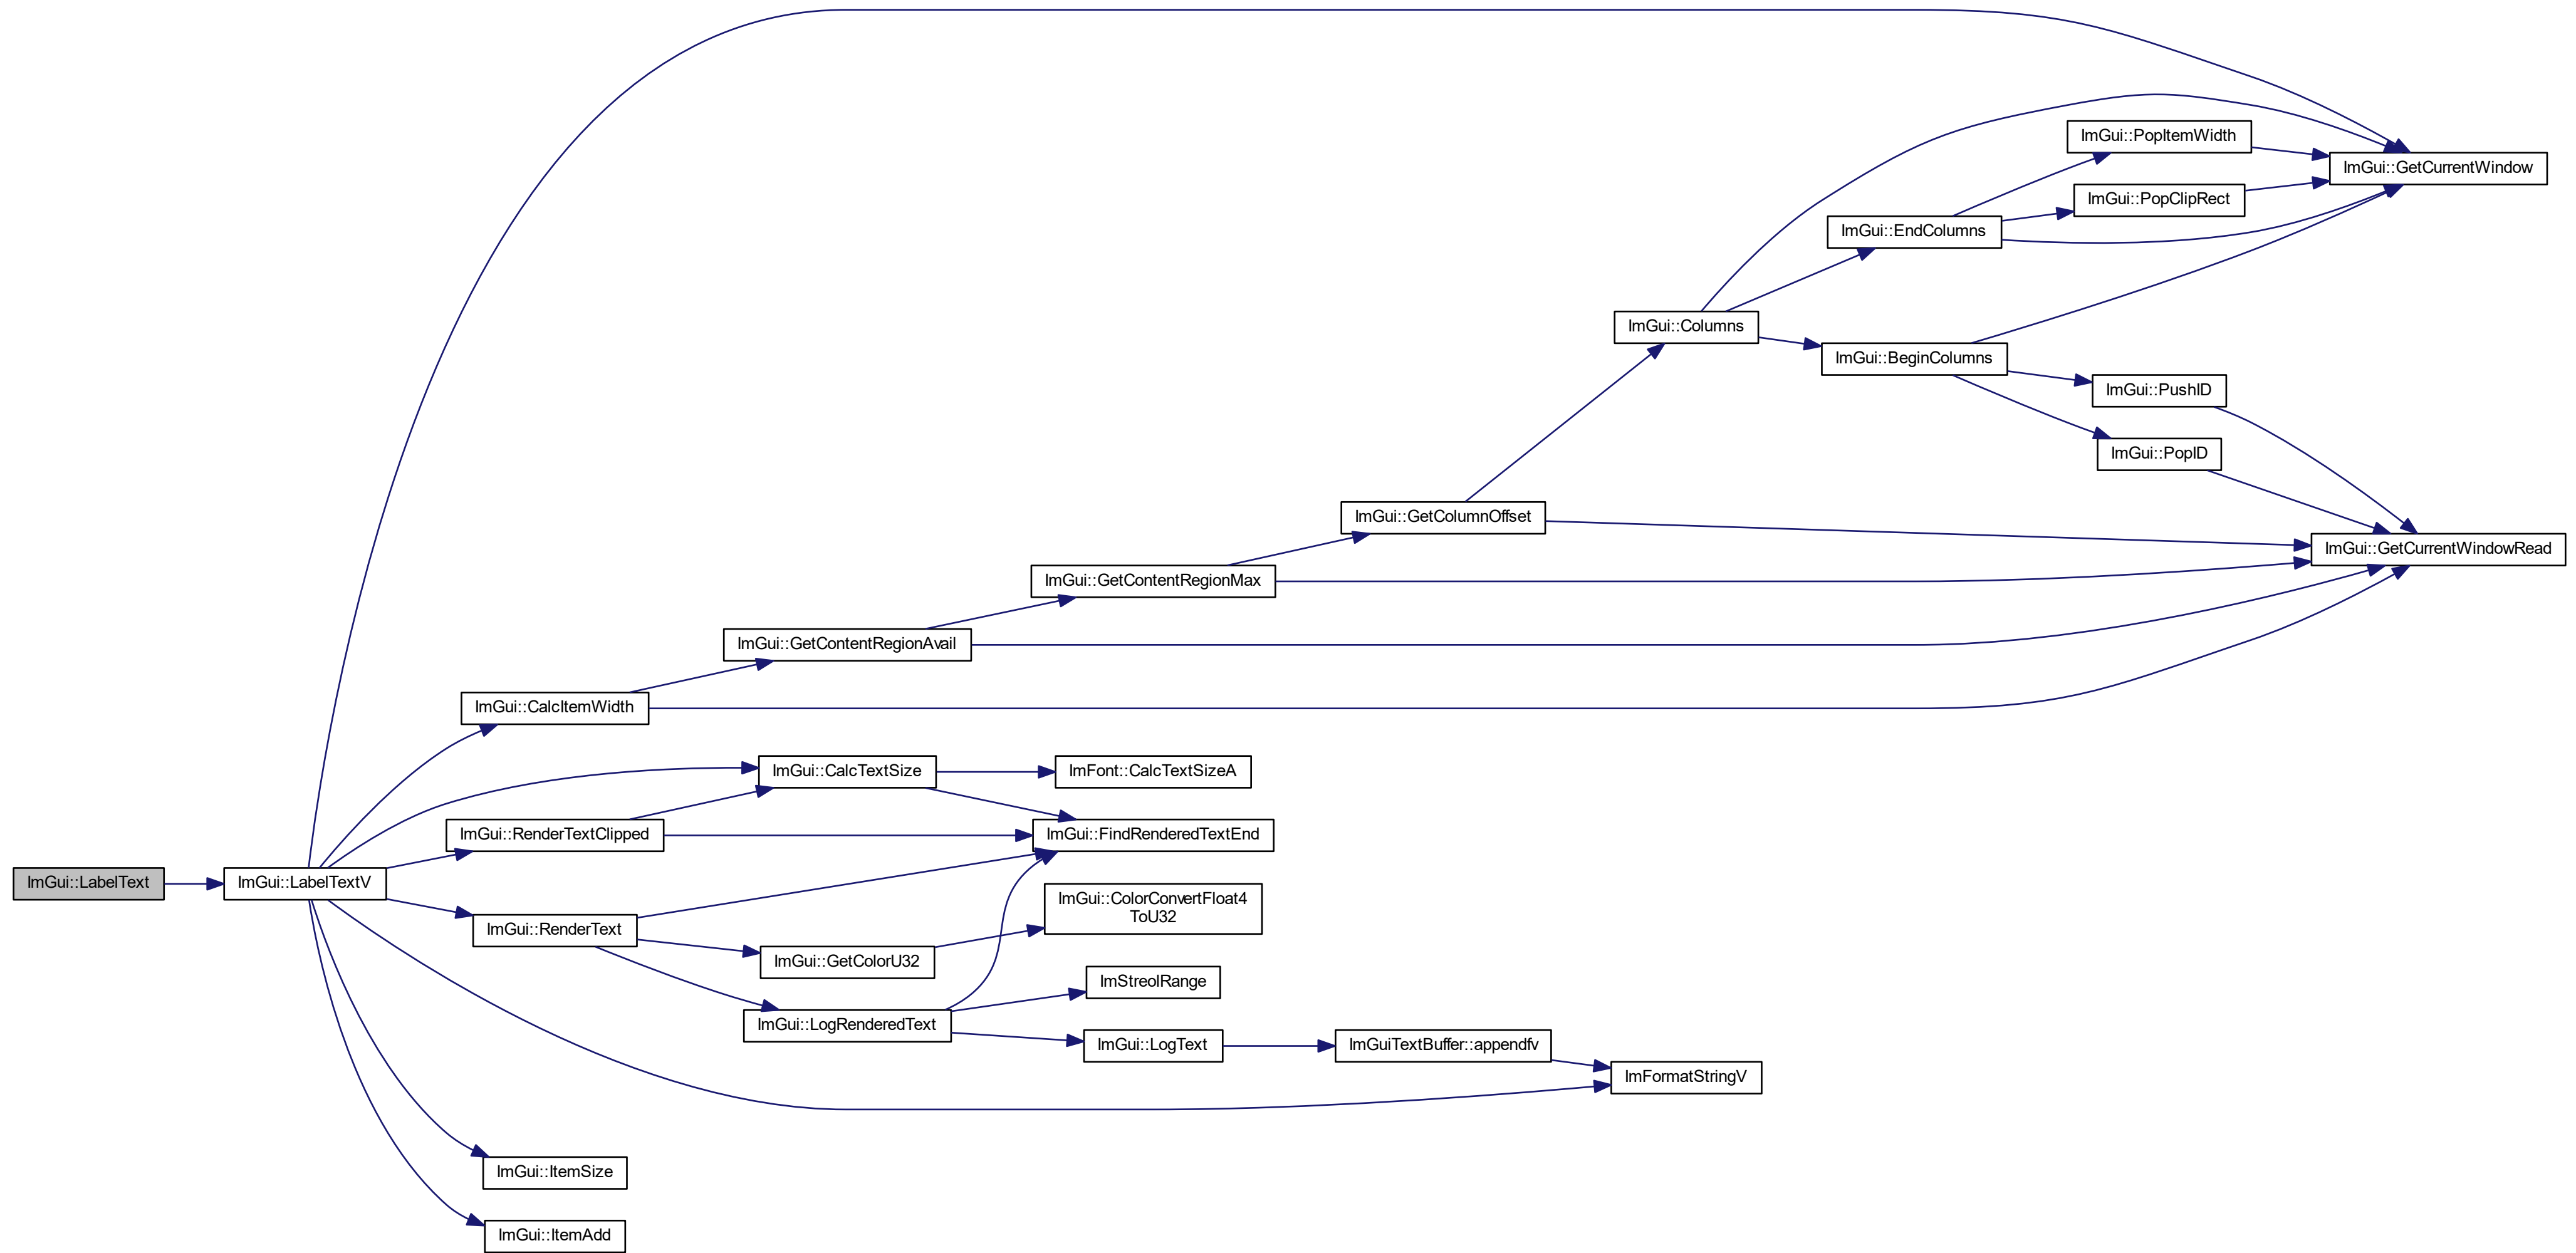 ImGui::PopItemWidth
ImGui::GetCurrentWindow
ImGui::PopClipRect
ImGui::EndColumns
ImGui::Columns
ImGui::BeginColumns
ImGui::PushID
ImGui::PopID
ImGui::GetColumnOffset
ImGui::GetCurrentWindowRead
ImGui::GetContentRegionMax
ImGui::GetContentRegionAvail
ImGui::CalcItemWidth
ImGui::CalcTextSize
ImFont::CalcTextSizeA
ImGui::RenderTextClipped
ImGui::FindRenderedTextEnd
ImGui::LabelText
ImGui::LabelTextV
ImGui::ColorConvertFloat4
ToU32
ImGui::RenderText
ImGui::GetColorU32
ImStreolRange
ImGui::LogRenderedText
ImGui::LogText
ImGuiTextBuffer::appendfv
ImFormatStringV
ImGui::ItemSize
ImGui::ItemAdd